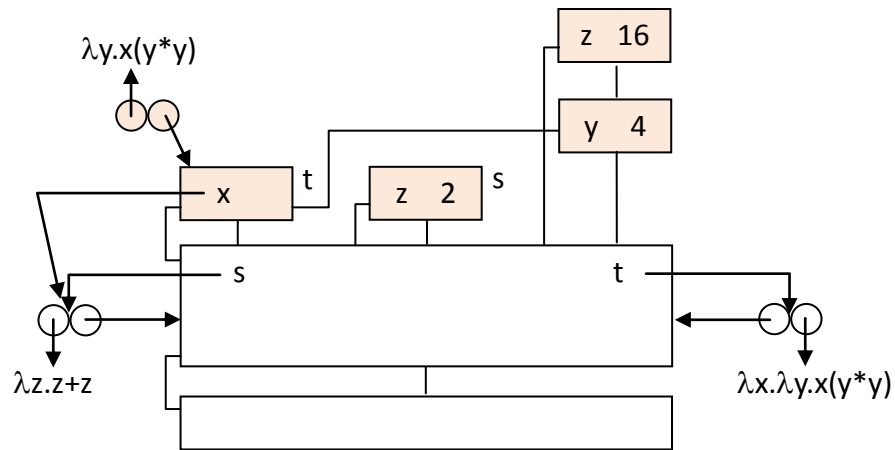 z 16
λy.x(y*y)
y 4
x
t
z 2
s
s
t
λz.z+z
λx.λy.x(y*y)